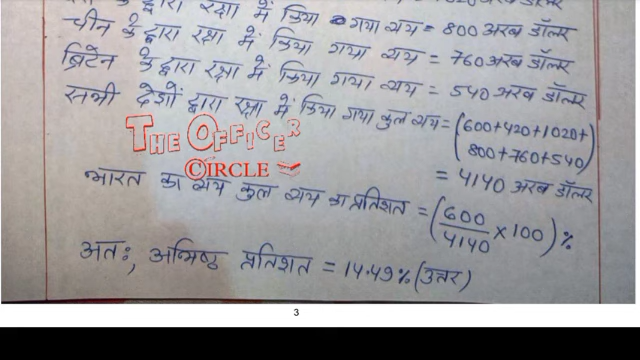 के द्वारा रक्षा में किया गया व्यय = 800 अरब डॉलर
चीन के द्वारा रक्षा में किया गया व्यय = 760 अरब डॉलर
ब्रिटेन के द्वारा रक्षा में किया गया व्यय = 540 अरब डॉलर
सभी देशों द्वारा रक्षा में किया गया कुल व्यय = (600+420+1020+
800+760+540)
THE OFFICER
CIRCLE
= 4140 अरब डॉलर
भारत का व्यय कुल व्यय का प्रतिशत = (600/4140 × 100) %
अतः, अभिष्ठ प्रतिशत = 14.49% (उत्तर)
3